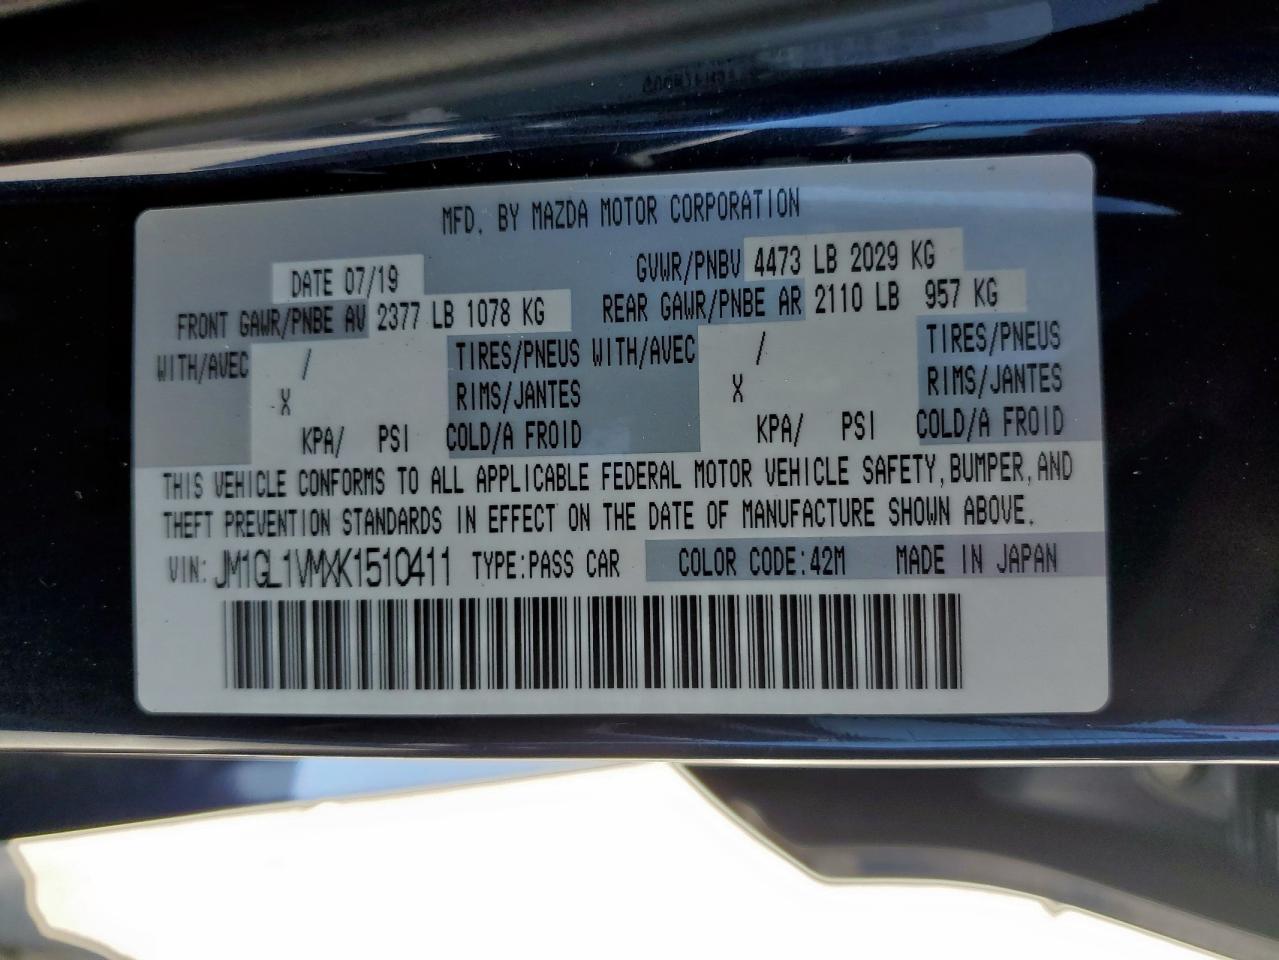 MFD. BY MAZDA MOTOR CORPORATION
DATE 07/19 GVWR/PNBV 4473 LB 2029 KG
FRONT GAWR/PNBE AV 2377 LB 1078 KG REAR GAWR/PNBE AR 2110 LB 957 KG
WITH/AVEC / TIRES/PNEUS WITH/AVEC / TIRES/PNEUS
X RIMS/JANTES X RIMS/JANTES
KPA/ PSI COLD/A FROID KPA/ PSI COLD/A FROID
THIS VEHICLE CONFORMS TO ALL APPLICABLE FEDERAL MOTOR VEHICLE SAFETY, BUMPER, AND
THEFT PREVENTION STANDARDS IN EFFECT ON THE DATE OF MANUFACTURE SHOWN ABOVE.
VIN: JM1GL1VMXK1510411 TYPE:PASS CAR COLOR CODE:42M MADE IN JAPAN